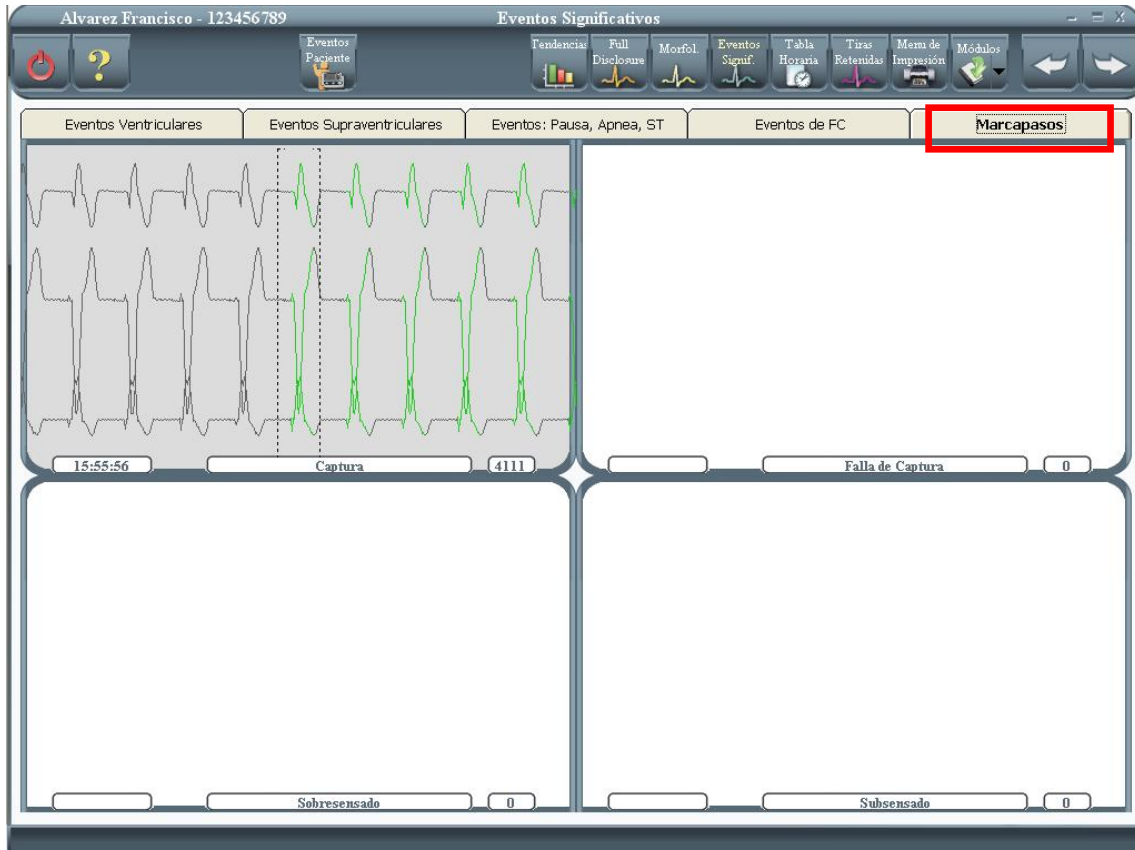 Alvarez Francisco - 123456789
Eventos Significativos
Eventos
Paciente
Tendencias
Full
Disclosure
Morfol.
Eventos
Signif.
Tabla
Horaria
Tiras
Retenidas
Menu de
Impresión
Módulos
Eventos Ventriculares
Eventos Supraventriculares
Eventos: Pausa, Apnea, ST
Eventos de FC
Marcapasos
15:55:56
Captura
4111
Falla de Captura
0
Sobresensado
0
Subsensado
0